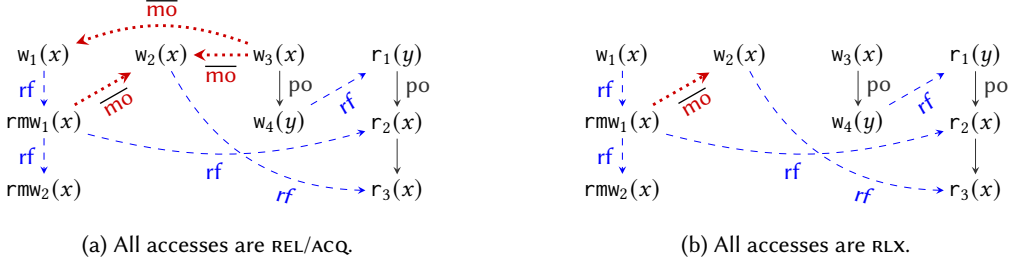 mo
w₁(x) w₂(x) w₃(x) r₁(y)
mo
rf mo po rf po
rmw₁(x) w₄(y) r₂(x)
rf rf
rmw₂(x) rf r₃(x)
(a) All accesses are REL/ACQ.
w₁(x) w₂(x) w₃(x) r₁(y)
rf mo po rf po
rmw₁(x) w₄(y) r₂(x)
rf rf
rmw₂(x) rf r₃(x)
(b) All accesses are RLX.